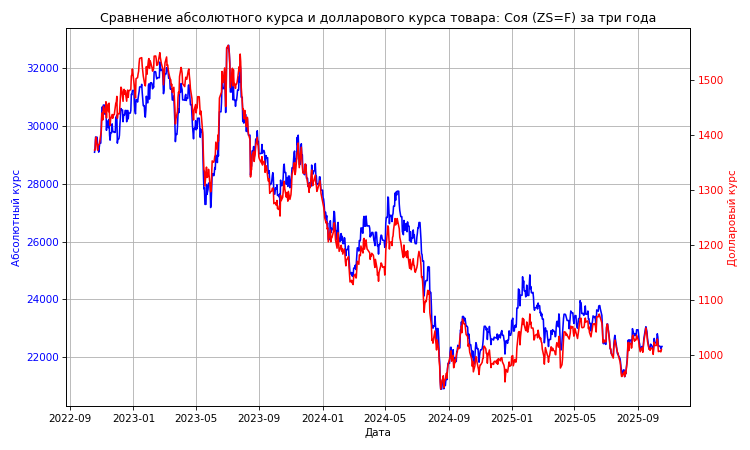 Сравнение абсолютного курса и долларового курса товара: Соя (ZS=F) за три года
32000
30000
28000
26000
24000
22000
Абсолютный курс
1500
1400
1300
1200
1100
1000
Долларовый курс
2022-09 2023-01 2023-05 2023-09 2024-01 2024-05 2024-09 2025-01 2025-05 2025-09
Дата